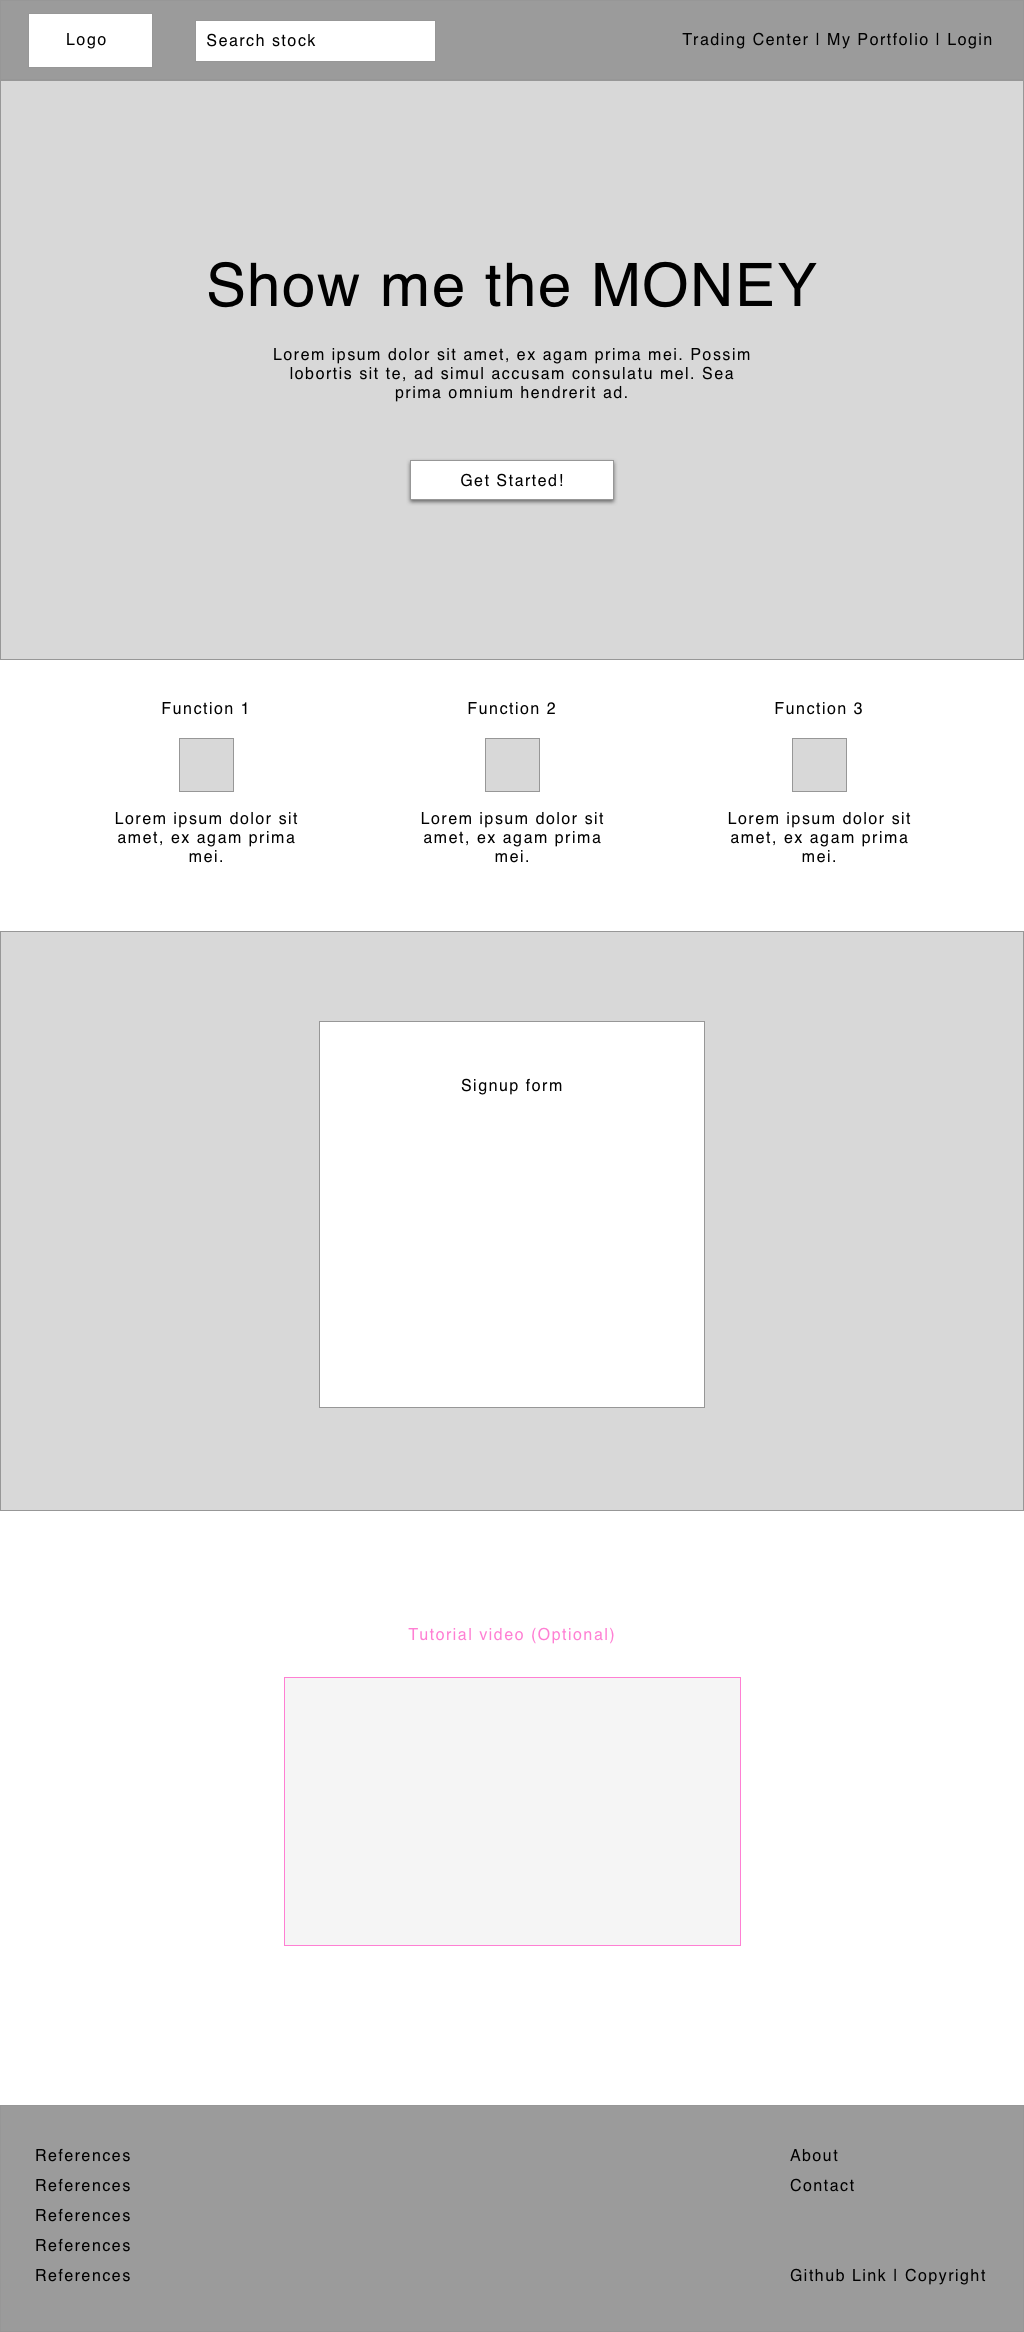 Logo
Search stock
Trading Center | My Portfolio | Login
Show me the MONEY
Lorem ipsum dolor sit amet, ex agam prima mei. Possim
lobortis sit te, ad simul accusam consulatu mel. Sea
prima omnium hendrerit ad.
Get Started!
Function 1
Lorem ipsum dolor sit
amet, ex agam prima
mei.
Function 2
Lorem ipsum dolor sit
amet, ex agam prima
mei.
Function 3
Lorem ipsum dolor sit
amet, ex agam prima
mei.
Signup form
Tutorial video (Optional)
References
References
References
References
References
About
Contact
Github Link | Copyright